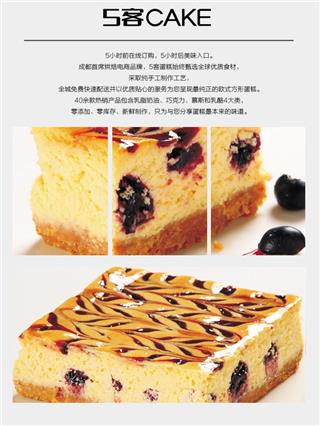 5客CAKE
5小时前在线订购，5小时后美味入口。
成都首席烘焙电商品牌，5客蛋糕始终甄选全球优质食材，
采取纯手工制作工艺，
全城免费快速配送并以优质贴心的服务为您呈现最纯正的欧式方形蛋糕。
40余款热销产品包含乳脂奶油、巧克力、慕斯和乳酪4大类，
零添加、零库存、新鲜制作，只为与您分享蛋糕最本来的味道。